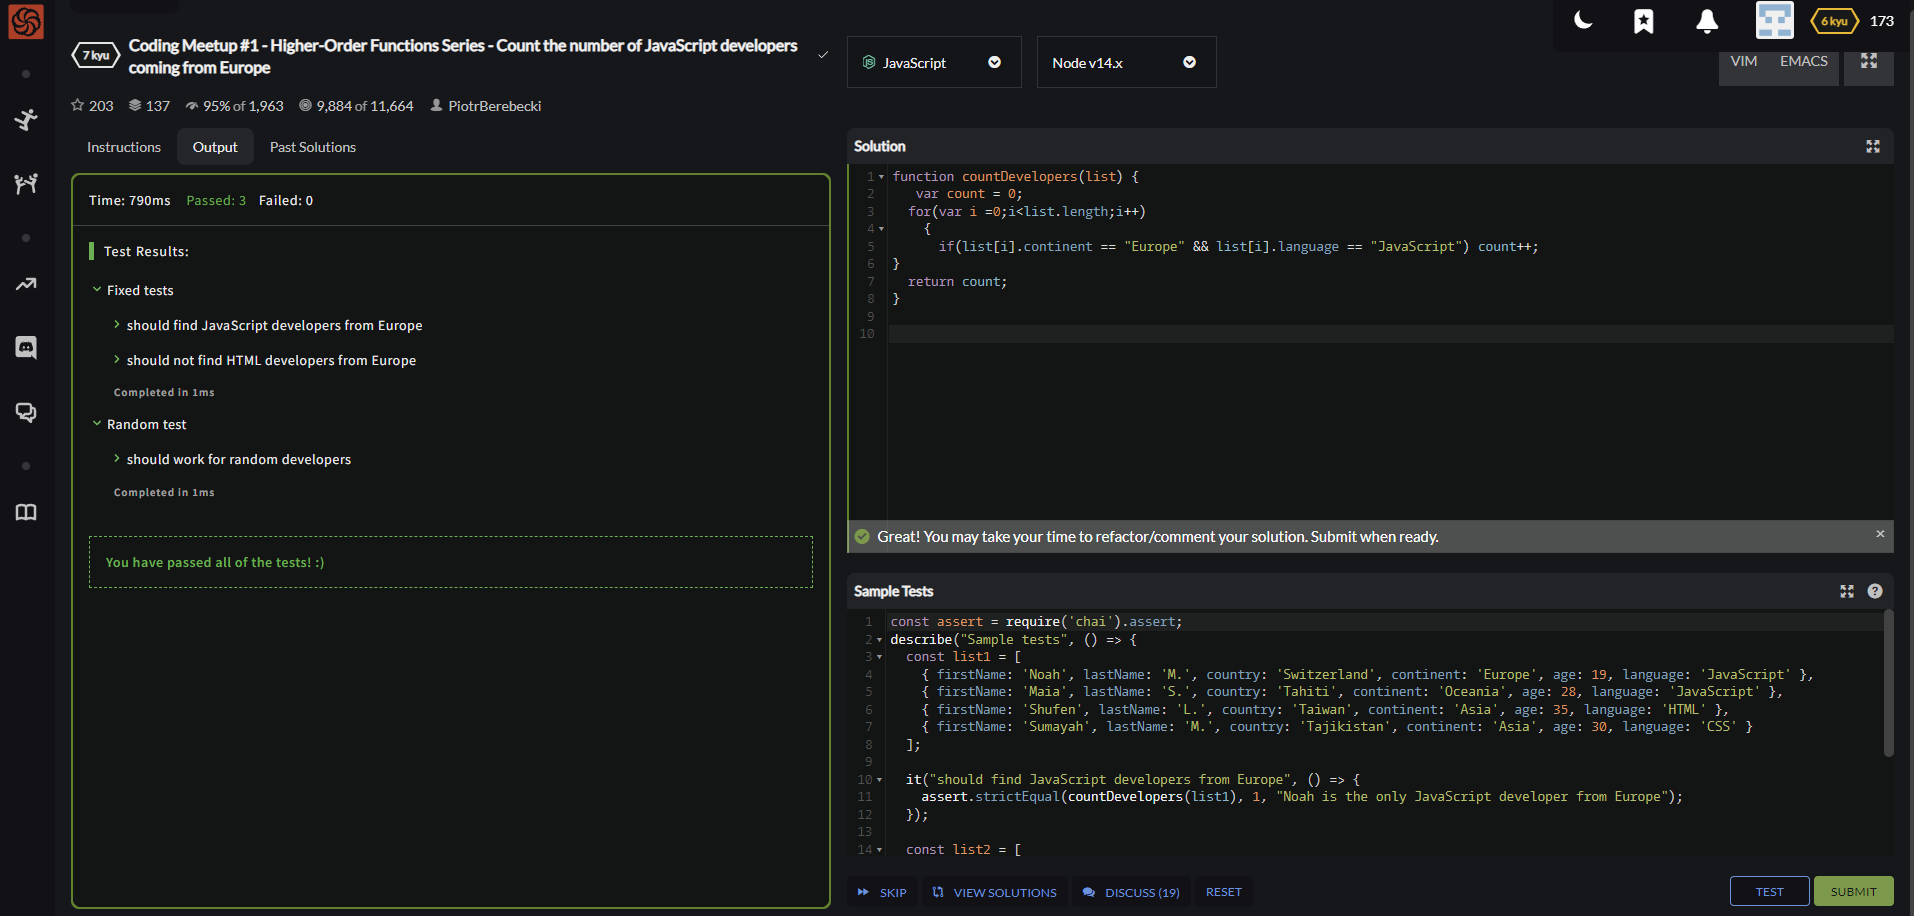 7 kyu
Coding Meetup #1 - Higher-Order Functions Series - Count the number of JavaScript developers
coming from Europe
203 137 95% of 1,963 9,884 of 11,664 PiotrBerebecki
JavaScript
Node v14.x
6 kyu 173
VIM EMACS
Instructions Output Past Solutions
Time: 790ms Passed: 3 Failed: 0
Test Results:
Fixed tests
should find JavaScript developers from Europe
should not find HTML developers from Europe
Completed in 1ms
Random test
should work for random developers
Completed in 1ms
You have passed all of the tests! :)
Solution
1 function countDevelopers(list) {
2 var count = 0;
3 for(var i =0;i<list.length;i++)
4 {
5 if(list[i].continent == "Europe" && list[i].language == "JavaScript") count++;
6 }
7 return count;
8 }
9
10
Great! You may take your time to refactor/comment your solution. Submit when ready. ×
Sample Tests ?
1 const assert = require('chai').assert;
2 describe("Sample tests", () => {
3 const list1 = [
4 { firstName: 'Noah', lastName: 'M.', country: 'Switzerland', continent: 'Europe', age: 19, language: 'JavaScript' },
5 { firstName: 'Maia', lastName: 'S.', country: 'Tahiti', continent: 'Oceania', age: 28, language: 'JavaScript' },
6 { firstName: 'Shufen', lastName: 'L.', country: 'Taiwan', continent: 'Asia', age: 35, language: 'HTML' },
7 { firstName: 'Sumayah', lastName: 'M.', country: 'Tajikistan', continent: 'Asia', age: 30, language: 'CSS' }
8 ];
9
10 it("should find JavaScript developers from Europe", () => {
11 assert.strictEqual(countDevelopers(list1), 1, "Noah is the only JavaScript developer from Europe");
12 });
13
14 const list2 = [
SKIP VIEW SOLUTIONS DISCUSS (19) RESET TEST SUBMIT